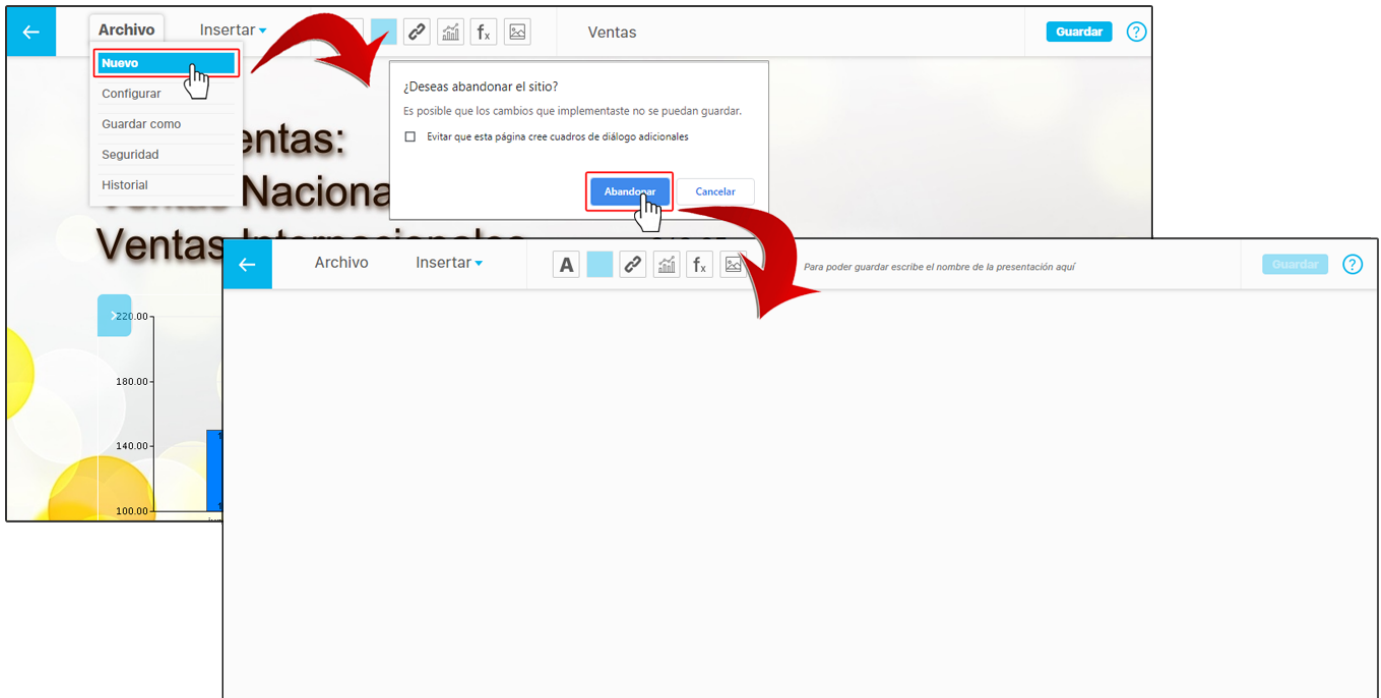 Archivo Insertar Ventas Guardar ?
Nuevo
Configurar
Guardar como
Seguridad
Historial
¿Deseas abandonar el sitio?
Es posible que los cambios que implementaste no se puedan guardar.
Evitar que esta página cree cuadros de diálogo adicionales
Abandonar Cancelar
entas:
Naciona
Ventas Internacionales
220.00
180.00
140.00
100.00
Archivo Insertar A fx Para poder guardar escribe el nombre de la presentación aquí Guardar ?